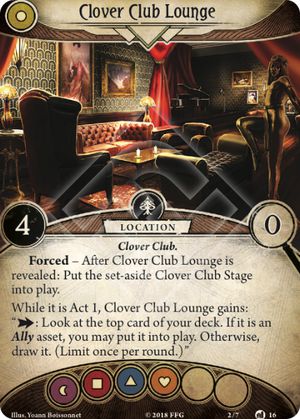 Clover Club Lounge
4
0
LOCATION
Clover Club.
Forced – After Clover Club Lounge is
revealed: Put the set-aside Clover Club Stage
into play.
While it is Act 1, Clover Club Lounge gains:
“ : Look at the top card of your deck. If it is an
Ally asset, you may put it into play. Otherwise,
draw it. (Limit once per round.)”
Illus. Yoann Boissonnet
© 2018 FFG
2/7
16